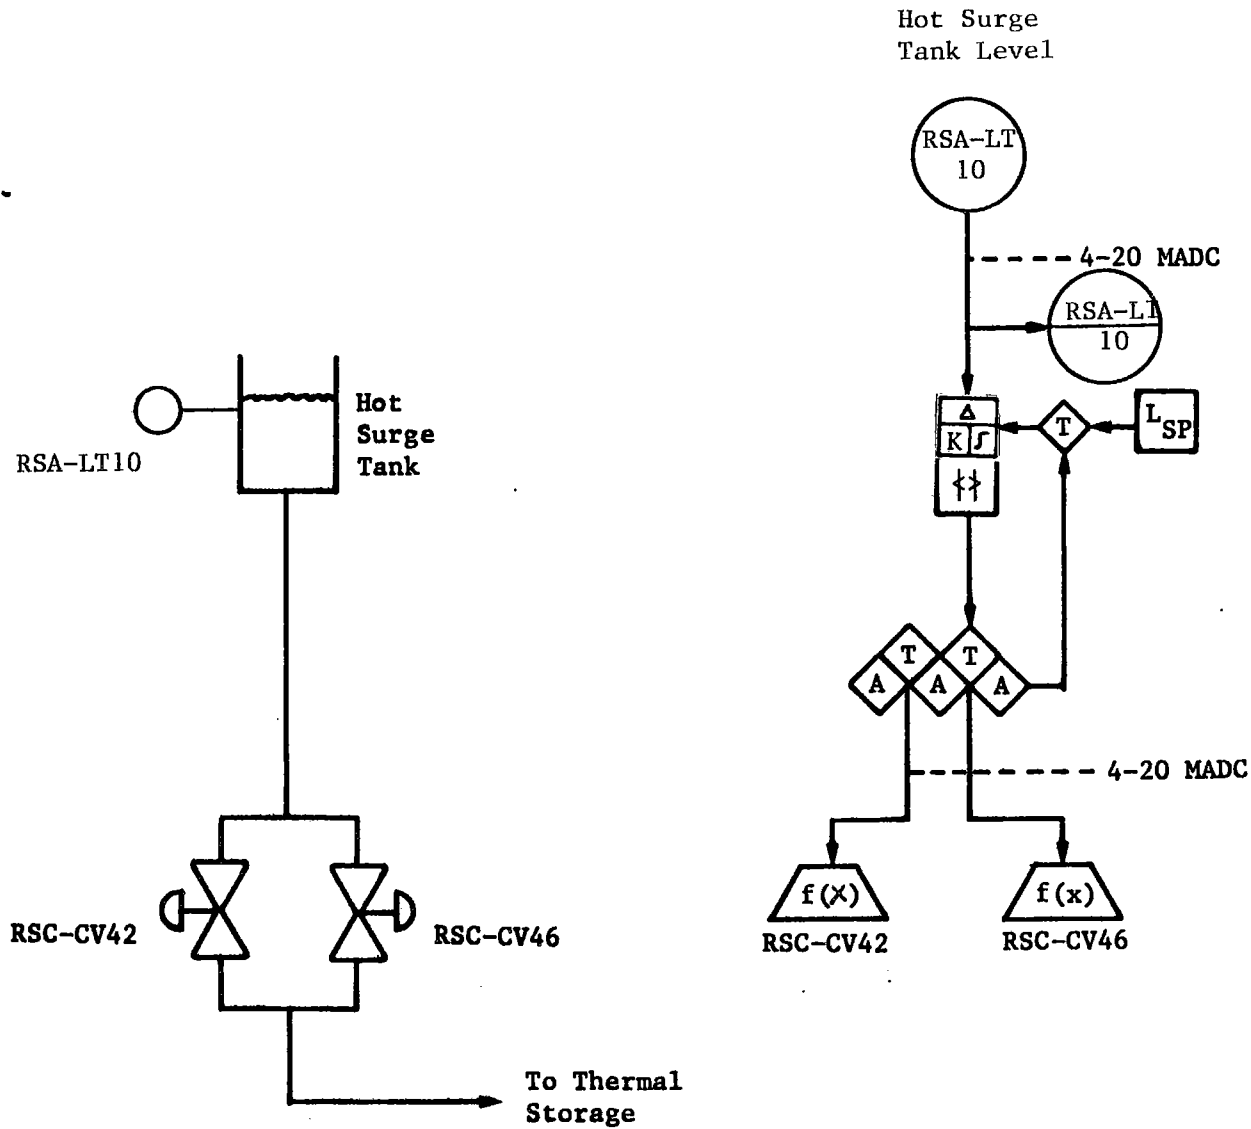 Hot Surge
Tank Level
RSA-LT
10
4-20 MADC
RSA-LT
10
Δ
K ∫
≮≯
T
L SP
Hot
Surge
Tank
RSA-LT10
T T
A A A
4-20 MADC
f(X)
f(x)
RSC-CV42
RSC-CV46
RSC-CV42
RSC-CV46
To Thermal
Storage